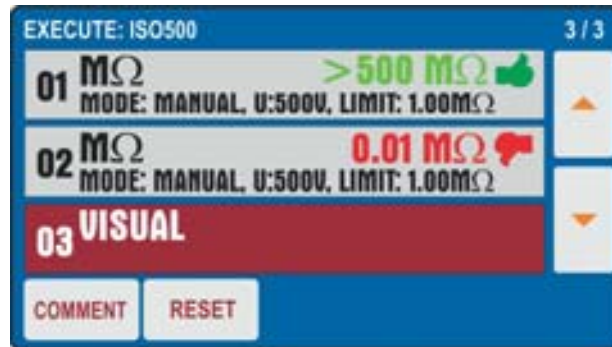 EXECUTE: ISO500 3/3
01 MΩ >500 MΩ
MODE: MANUAL, U:500V, LIMIT: 1.00MΩ
02 MΩ 0.01 MΩ
MODE: MANUAL, U:500V, LIMIT: 1.00MΩ
03 VISUAL
COMMENT RESET